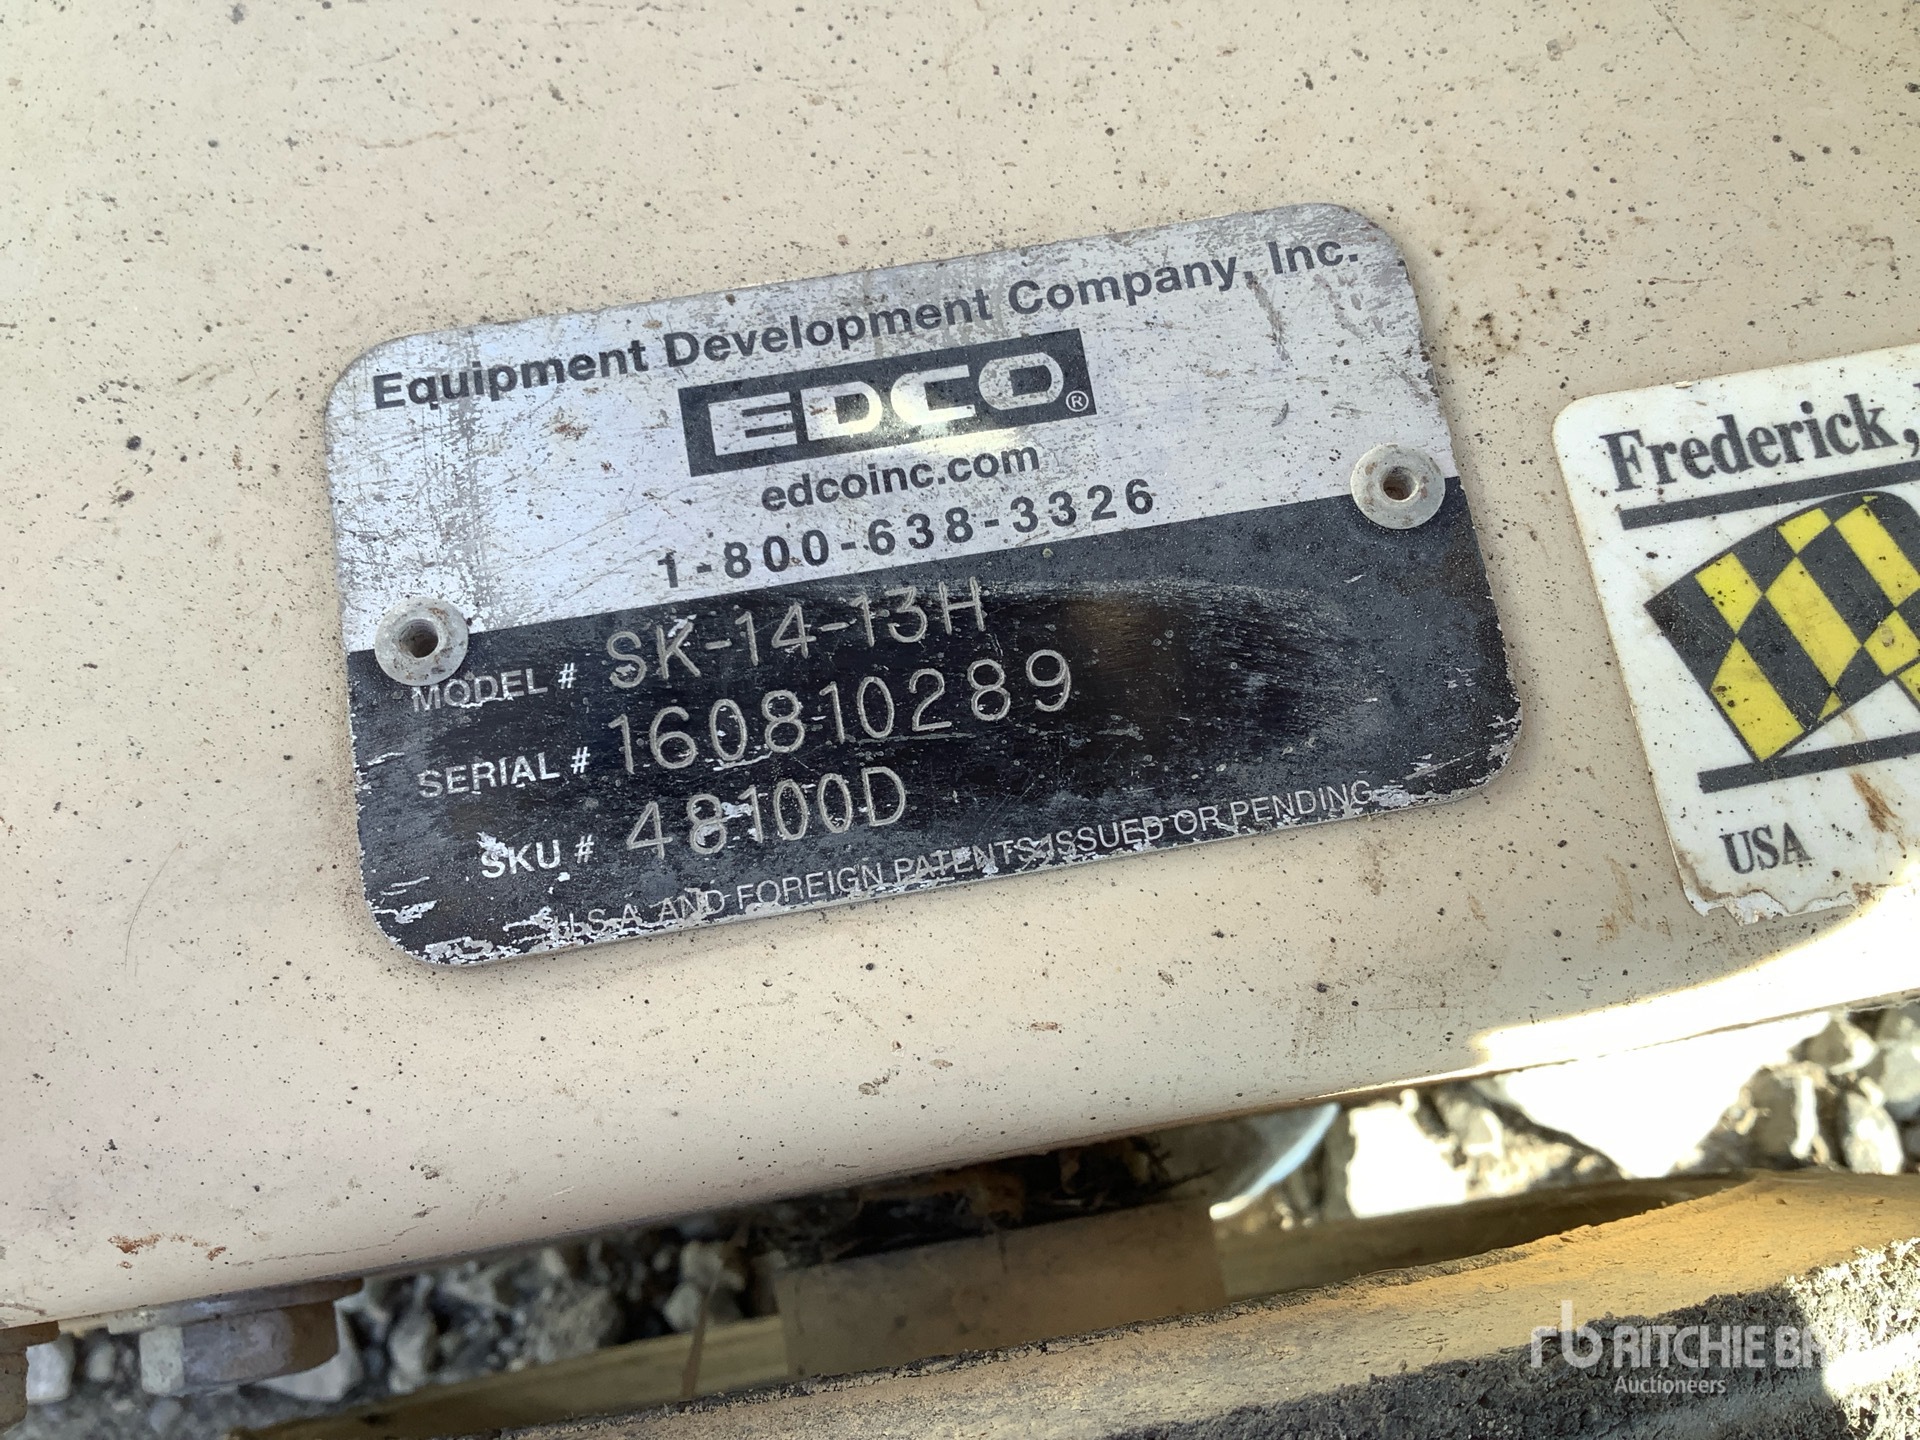 Equipment Development Company, Inc.
EDCO®
edcoinc.com
1-800-638-3326
MODEL # SK-14-13H
SERIAL # 160810289
SKU # 48100D
U.S.A. AND FOREIGN PATENTS ISSUED OR PENDING
Frederick,
USA
rb RITCHIE
Auctioneers